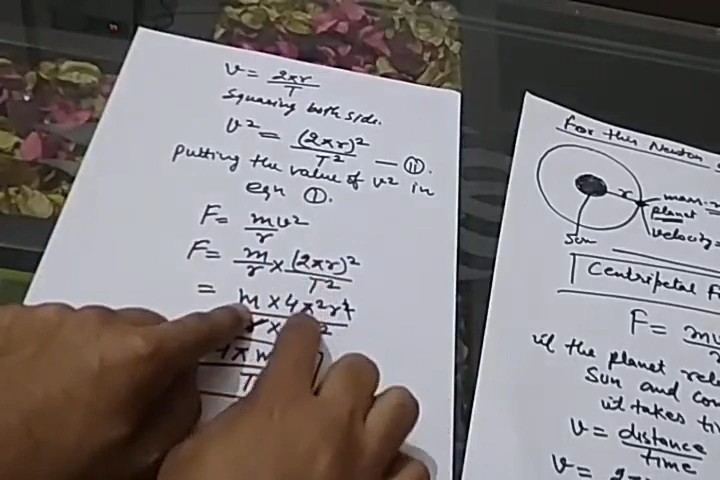 v = 2πr / T
Squaring both side.
v² = (2πr)² / T² — (ii).
putting the value of v² in
eqn (i).
F = mv² / r
F = m / r × (2πr)² / T²
= m × 4π²r² /
For the Newton
x
mass
planet
velocity
Sun
Centripetal
F = mv
if the planet
Sun and
it takes
v = distance / time
v =